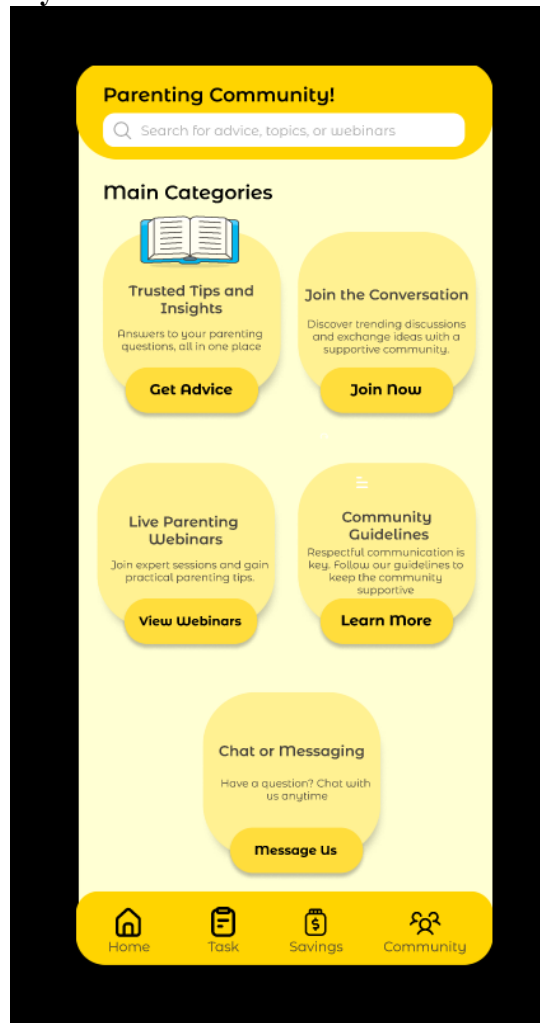 Parenting Community!
Search for advice, topics, or webinars
Main Categories
Trusted Tips and
Insights
Answers to your parenting
questions, all in one place
Get Advice
Join the Conversation
Discover trending discussions
and exchange ideas with a
supportive community.
Join Now
Live Parenting
Webinars
Join expert sessions and gain
practical parenting tips.
View Webinars
Community
Guidelines
Respectful communication is
key. Follow our guidelines to
keep the community
supportive
Learn More
Chat or Messaging
Have a question? Chat with
us anytime
Message Us
$
Home
Task
Savings
Community